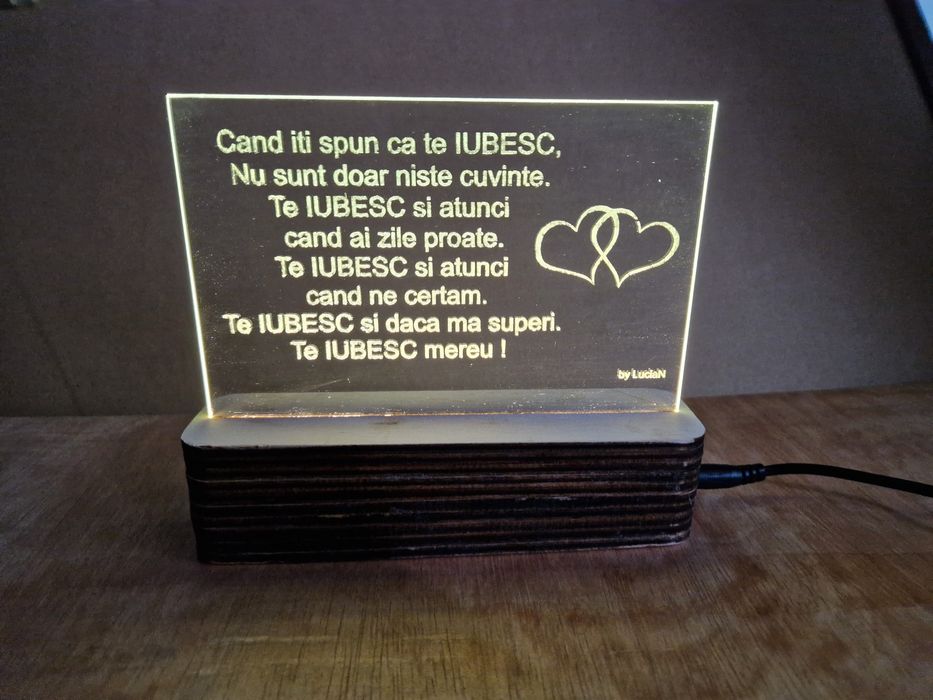 Cand iti spun ca te IUBESC,
Nu sunt doar niste cuvinte.
Te IUBESC si atunci
cand ai zile proate.
Te IUBESC si atunci
cand ne certam.
Te IUBESC si daca ma superi.
Te IUBESC mereu !
by LuciaN